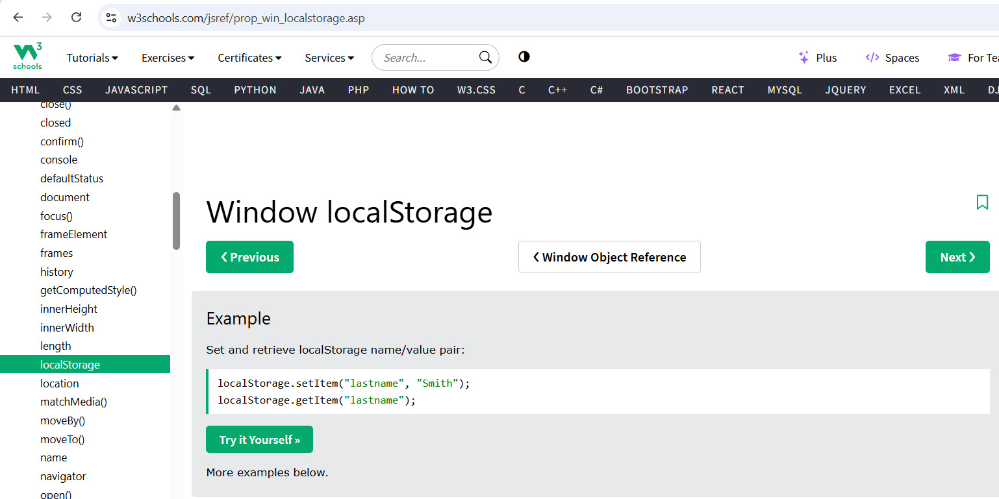 w3schools.com/jsref/prop_win_localstorage.asp
W3 schools
Tutorials Exercises Certificates Services Search... Plus </> Spaces For Tea
HTML CSS JAVASCRIPT SQL PYTHON JAVA PHP HOW TO W3.CSS C C++ C# BOOTSTRAP REACT MYSQL JQUERY EXCEL XML DJ
close()
closed
confirm()
console
defaultStatus
document
focus()
frameElement
frames
history
getComputedStyle()
innerHeight
innerWidth
length
localStorage
location
matchMedia()
moveBy()
moveTo()
name
navigator
open()
Window localStorage
❮ Previous ❮ Window Object Reference Next ❯
Example
Set and retrieve localStorage name/value pair:
localStorage.setItem("lastname", "Smith");
localStorage.getItem("lastname");
Try it Yourself »
More examples below.